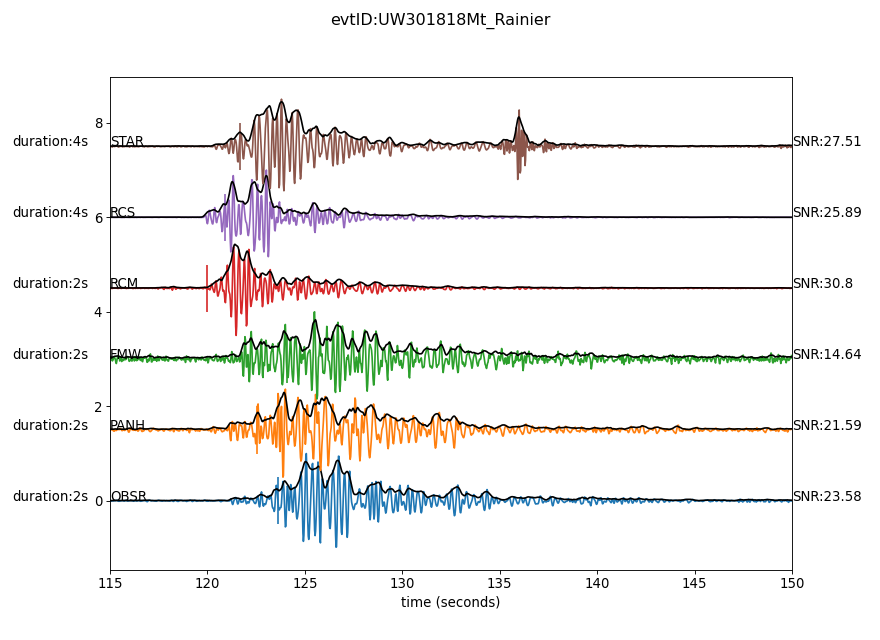 evtID:UW301818Mt_Rainier
8
duration:4s STAR SNR:27.51
duration:4s RCS SNR:25.89
6
duration:2s RCM SNR:30.8
4
duration:2s FMW SNR:14.64
2
duration:2s PANH SNR:21.59
duration:2s OBSR SNR:23.58
0
115 120 125 130 135 140 145 150
time (seconds)